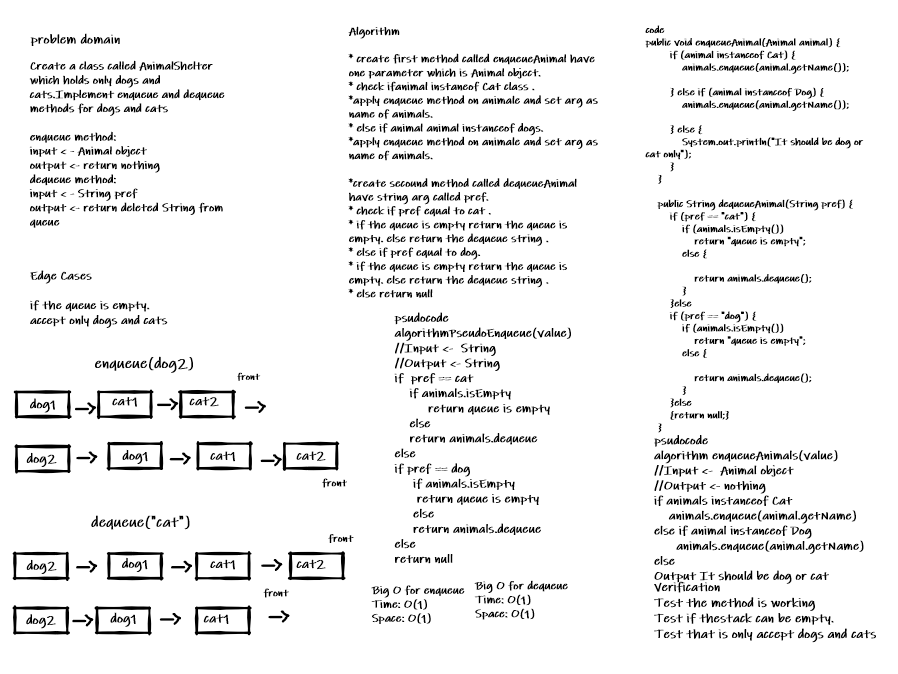 problem domain
Create a class called AnimalShelter
which holds only dogs and
cats.Implement enqueue and dequeue
methods for dogs and cats
enqueue method:
input < - Animal object
output <- return nothing
dequeue method:
input < - String pref
output <- return deleted String from
queue
Edge Cases
if the queue is empty.
accept only dogs and cats
enqueue(dog2)
front
dog1 → cat1 → cat2 →
dog2 → dog1 → cat1 → cat2
front
dequeue("cat")
front
dog2 → dog1 → cat1 → cat2
front
dog2 → dog1 → cat1 →
Algorithm
* create first method called enqueueAnimal have
one parameter which is Animal object.
* check ifanimal instaneof Cat class .
*apply enqueue method on animale and set arg as
name of animals.
* else if animal animal instanceof dogs.
*apply enqueue method on animale and set arg as
name of animals.
*create secound method called dequeueAnimal
have string arg called pref.
* check if pref equal to cat .
* if the queue is empty return the queue is
empty. else return the dequeue string .
* else if pref equal to dog.
* if the queue is empty return the queue is
empty. else return the dequeue string .
* else return null
psudocode
algorithmPseudoEnqueue(value)
//Input <- String
//Output <- String
if pref == cat
if animals.isEmpty
return queue is empty
else
return animals.dequeue
else
if pref == dog
if animals.isEmpty
return queue is empty
else
return animals.dequeue
else
return null
Big O for enqueue
Time: O(1)
Space: O(1)
Big O for dequeue
Time: O(1)
Space: O(1)
code
public void enqueueAnimal(Animal animal) {
if (animal instanceof Cat) {
animals.enqueue(animal.getName());
} else if (animal instanceof Dog) {
animals.enqueue(animal.getName());
} else {
System.out.println("It should be dog or
cat only");
}
}
public String dequeueAnimal(String pref) {
if (pref == "cat") {
if (animals.isEmpty())
return "queue is empty";
else {
return animals.dequeue();
}
}else
if (pref == "dog") {
if (animals.isEmpty())
return "queue is empty";
else {
return animals.dequeue();
}
}else
{return null;}
}
psudocode
algorithm enqueueAnimals(value)
//Input <- Animal object
//Output <- nothing
if animals instanceof Cat
animals.enqueue(animal.getName)
else if animal instanceof Dog
animals.enqueue(animal.getName)
else
Output It should be dog or cat
Verification
Test the method is working
Test if thestack can be empty.
Test that is only accept dogs and cats